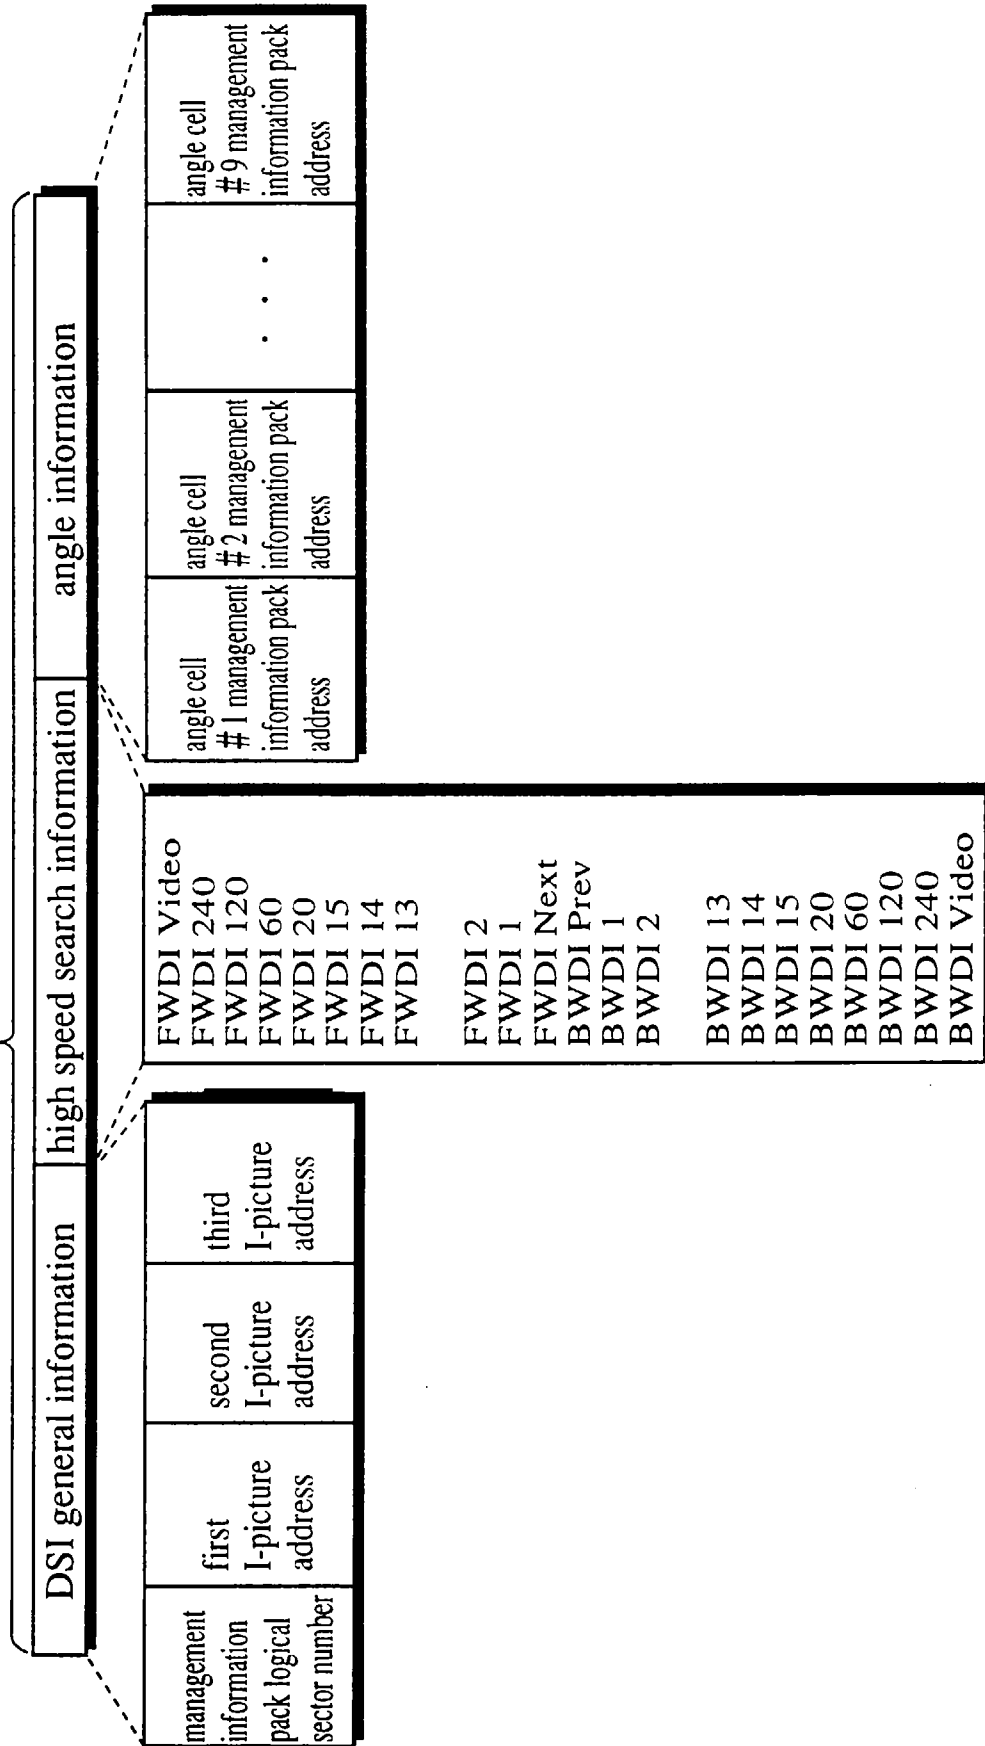 DSI general information
high speed search information
angle information
management
information
pack logical
sector number
first
I-picture
address
second
I-picture
address
third
I-picture
address
FWDI Video
FWDI 240
FWDI 120
FWDI 60
FWDI 20
FWDI 15
FWDI 14
FWDI 13
FWDI 2
FWDI 1
FWDI Next
BWDI Prev
BWDI 1
BWDI 2
BWDI 13
BWDI 14
BWDI 15
BWDI 20
BWDI 60
BWDI 120
BWDI 240
BWDI Video
angle cell
# 1 management
information pack
address
angle cell
# 2 management
information pack
address
. . .
angle cell
# 9 management
information pack
address